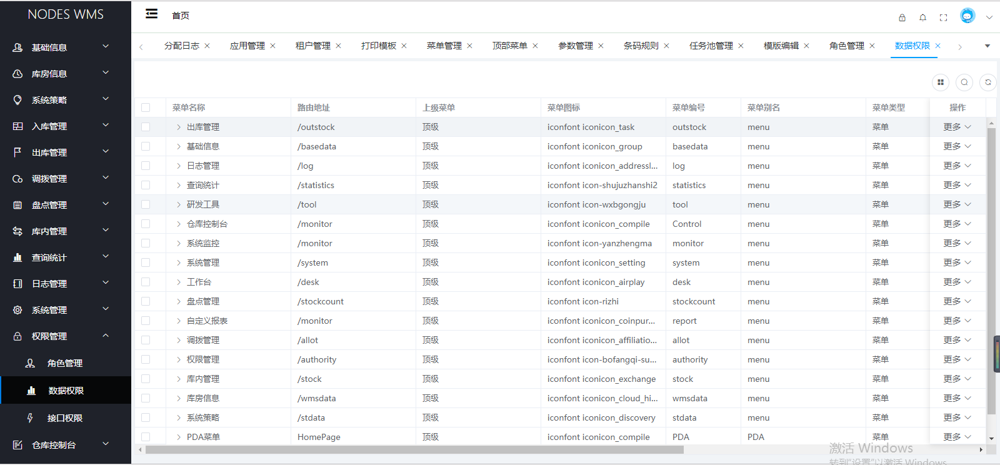 NODES WMS
首页
基础信息
库房信息
系统策略
入库管理
出库管理
调拨管理
盘点管理
库内管理
查询统计
日志管理
系统管理
权限管理
角色管理
数据权限
接口权限
仓库控制台
分配日志 应用管理 租户管理 打印模板 菜单管理 顶部菜单 参数管理 条码规则 任务池管理 模版编辑 角色管理 数据权限
菜单名称 路由地址 上级菜单 菜单图标 菜单编号 菜单别名 菜单类型 操作
出库管理 /outstock 顶级 iconfont iconicon_task outstock menu 菜单 更多
基础信息 /basedata 顶级 iconfont iconicon_group basedata menu 菜单 更多
日志管理 /log 顶级 iconfont iconicon_addressl... log menu 菜单 更多
查询统计 /statistics 顶级 iconfont icon-shujuzhanshi2 statistics menu 菜单 更多
研发工具 /tool 顶级 iconfont icon-wxbgongju tool menu 菜单 更多
仓库控制台 /monitor 顶级 iconfont iconicon_compile Control menu 菜单 更多
系统监控 /monitor 顶级 iconfont icon-yanzhengma monitor menu 菜单 更多
系统管理 /system 顶级 iconfont iconicon_setting system menu 菜单 更多
工作台 /desk 顶级 iconfont iconicon_airplay desk menu 菜单 更多
盘点管理 /stockcount 顶级 iconfont icon-rizhi stockcount menu 菜单 更多
自定义报表 /monitor 顶级 iconfont iconicon_coinpur... report menu 菜单 更多
调拨管理 /allot 顶级 iconfont iconicon_affiliatio... allot menu 菜单 更多
权限管理 /authority 顶级 iconfont icon-bofangqi-su... authority menu 菜单 更多
库内管理 /stock 顶级 iconfont iconicon_exchange stock menu 菜单 更多
库房信息 /wmsdata 顶级 iconfont iconicon_cloud_hi... wmsdata menu 菜单 更多
系统策略 /stdata 顶级 iconfont iconicon_discovery stdata menu 菜单 更多
PDA菜单 HomePage 顶级 iconfont iconicon_compile PDA PDA 菜单 更多
激活 Windows
转到“设置”以激活 Windows